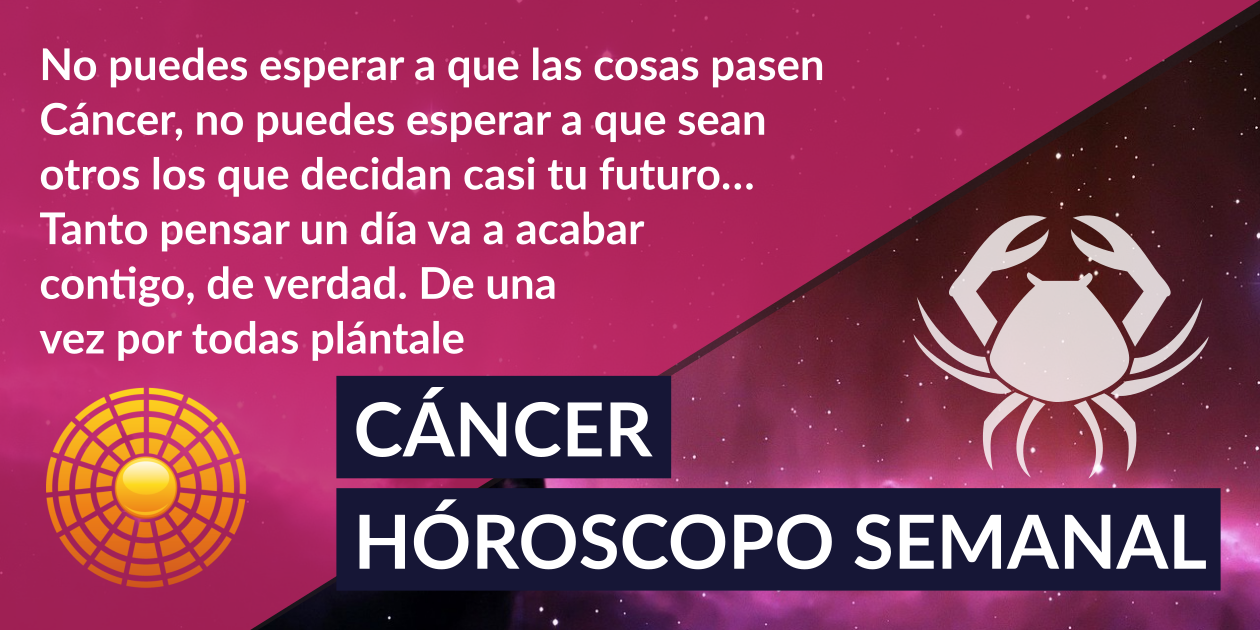 No puedes esperar a que las cosas pasen
Cáncer, no puedes esperar a que sean
otros los que decidan casi tu futuro...
Tanto pensar un día va a acabar
contigo, de verdad. De una
vez por todas plántale
CÁNCER
HÓROSCOPO SEMANAL